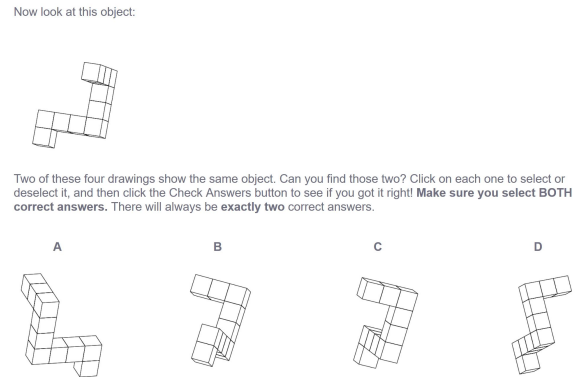 Now look at this object:
Two of these four drawings show the same object. Can you find those two? Click on each one to select or
deselect it, and then click the Check Answers button to see if you got it right! Make sure you select BOTH
correct answers. There will always be exactly two correct answers.
A B C D